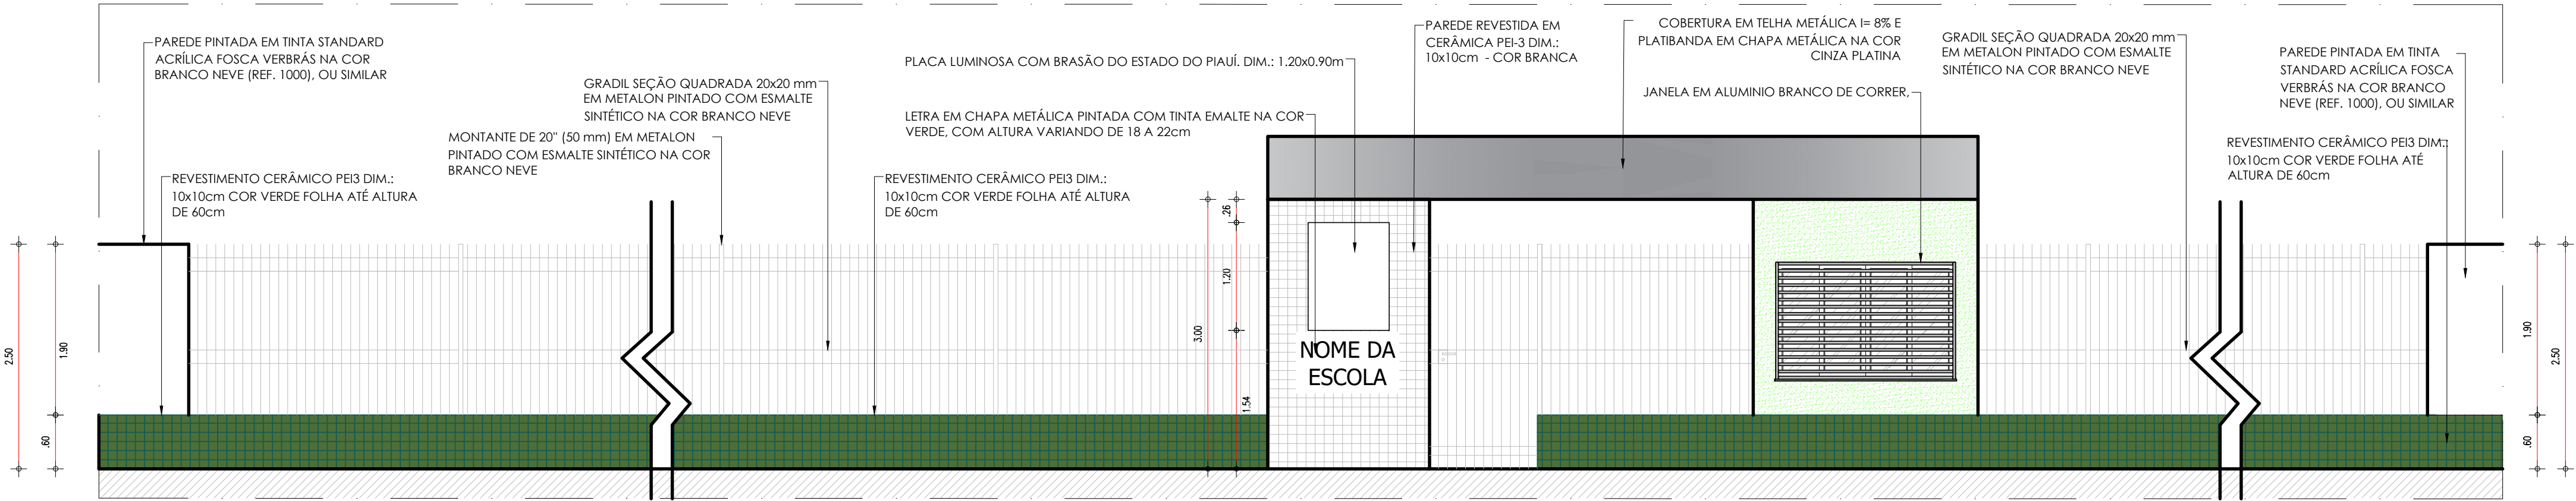 PAREDE PINTADA EM TINTA STANDARD
ACRÍLICA FOSCA VERBRÁS NA COR
BRANCO NEVE (REF. 1000), OU SIMILAR
REVESTIMENTO CERÂMICO PEI3 DIM.:
10x10cm COR VERDE FOLHA ATÉ ALTURA
DE 60cm
GRADIL SEÇÃO QUADRADA 20x20 mm
EM METALON PINTADO COM ESMALTE
SINTÉTICO NA COR BRANCO NEVE
MONTANTE DE 20" (50 mm) EM METALON
PINTADO COM ESMALTE SINTÉTICO NA COR
BRANCO NEVE
PLACA LUMINOSA COM BRASÃO DO ESTADO DO PIAUÍ. DIM.: 1.20x0.90m
LETRA EM CHAPA METÁLICA PINTADA COM TINTA EMALTE NA COR
VERDE, COM ALTURA VARIANDO DE 18 A 22cm
REVESTIMENTO CERÂMICO PEI3 DIM.:
10x10cm COR VERDE FOLHA ATÉ ALTURA
DE 60cm
PAREDE REVESTIDA EM
CERÂMICA PEI-3 DIM.:
10x10cm - COR BRANCA
COBERTURA EM TELHA METÁLICA I= 8% E
PLATIBANDA EM CHAPA METÁLICA NA COR
CINZA PLATINA
JANELA EM ALUMINIO BRANCO DE CORRER,
GRADIL SEÇÃO QUADRADA 20x20 mm
EM METALON PINTADO COM ESMALTE
SINTÉTICO NA COR BRANCO NEVE
PAREDE PINTADA EM TINTA
STANDARD ACRÍLICA FOSCA
VERBRÁS NA COR BRANCO
NEVE (REF. 1000), OU SIMILAR
REVESTIMENTO CERÂMICO PEI3 DIM.:
10x10cm COR VERDE FOLHA ATÉ
ALTURA DE 60cm
2.50
1.90
.60
3.00
.26
1.20
1.54
NOME DA
ESCOLA
1.90
2.50
.60